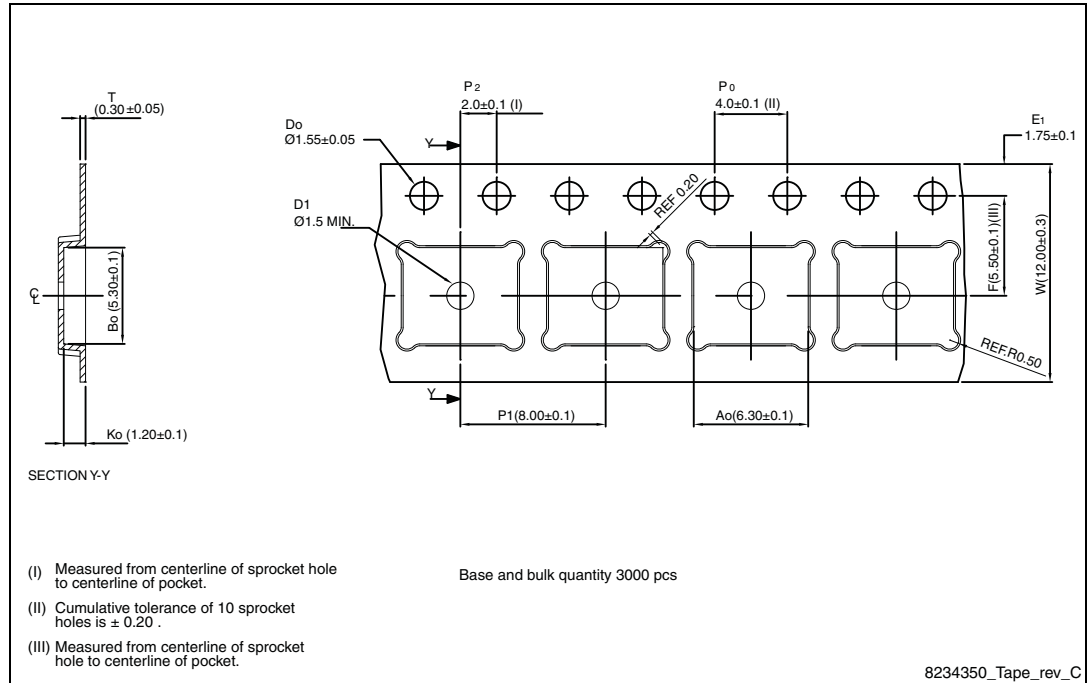 P2
2.0±0.1 (I)
P0
4.0±0.1 (II)
T
(0.30±0.05)
E1
1.75±0.1
Do
Ø1.55±0.05
Y
D1
Ø1.5 MIN.
REF 0.20
F(5.50±0.1)(III)
W(12.00±0.3)
Bo (5.30±0.1)
℄
REF.R0.50
Y
P1(8.00±0.1)
Ao(6.30±0.1)
Ko (1.20±0.1)
SECTION Y-Y
(I) Measured from centerline of sprocket hole
to centerline of pocket.
Base and bulk quantity 3000 pcs
(II) Cumulative tolerance of 10 sprocket
holes is ± 0.20 .
(III) Measured from centerline of sprocket
hole to centerline of pocket.
8234350_Tape_rev_C